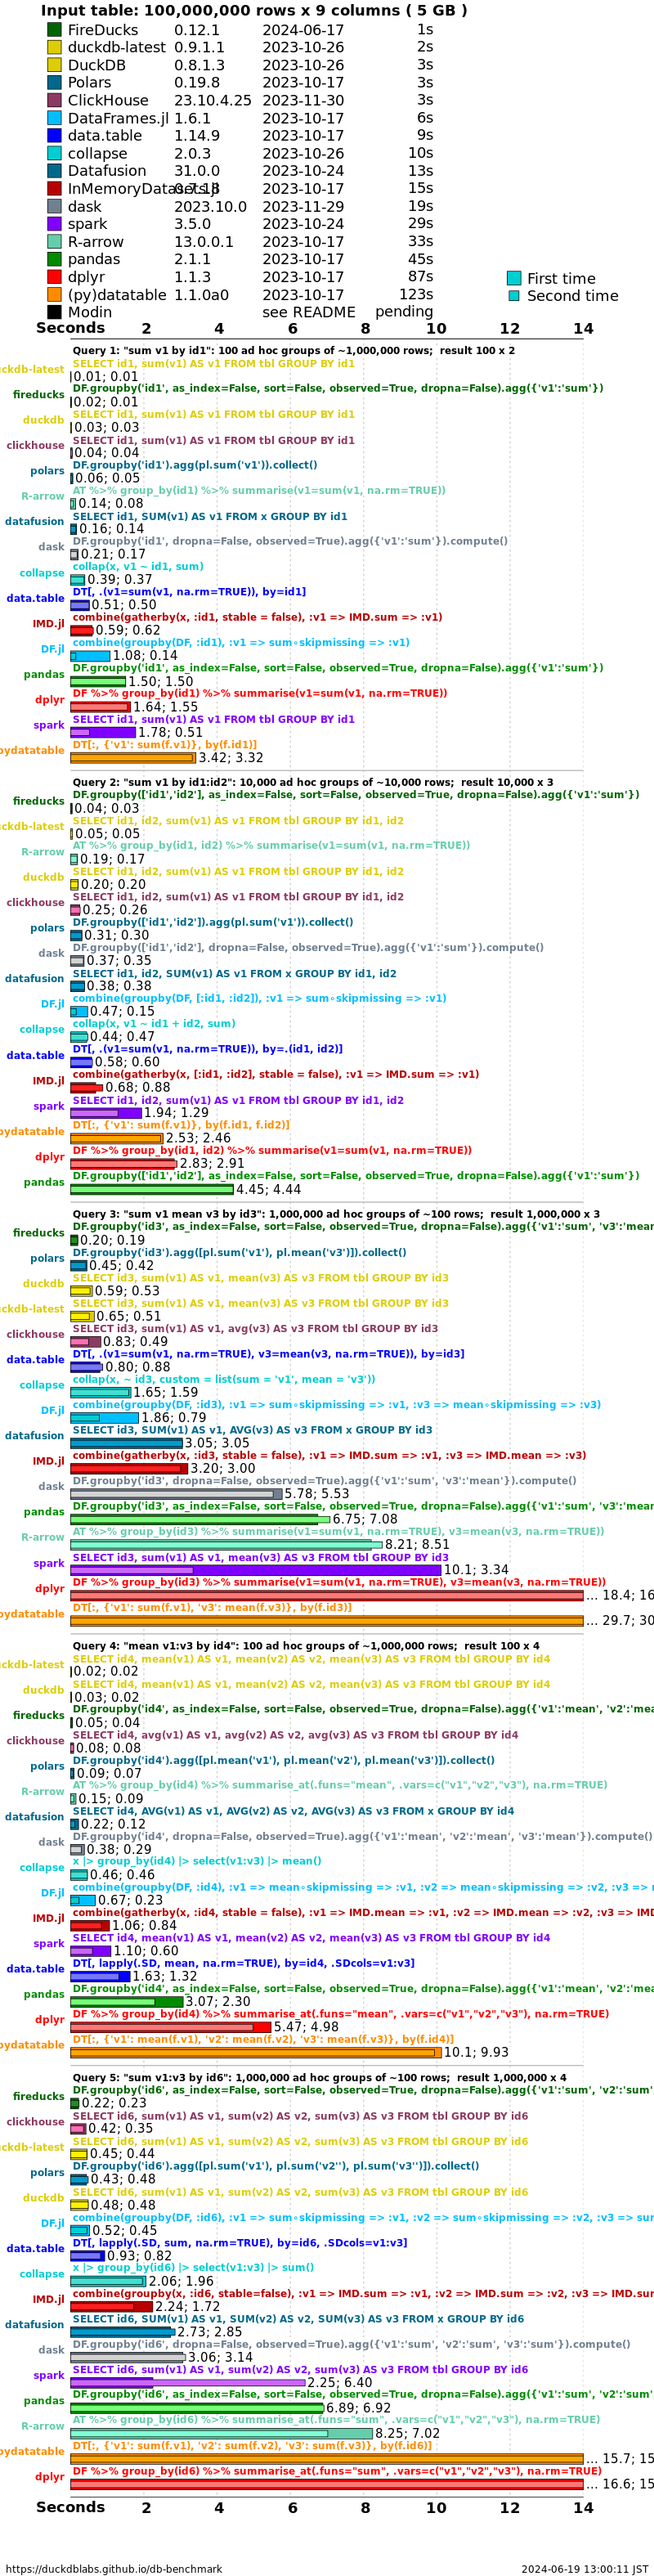 Input table: 100,000,000 rows x 9 columns ( 5 GB )
FireDucks 0.12.1 2024-06-17 1s
duckdb-latest 0.9.1.1 2023-10-26 2s
DuckDB 0.8.1.3 2023-10-26 3s
Polars 0.19.8 2023-10-17 3s
ClickHouse 23.10.4.25 2023-11-30 3s
DataFrames.jl 1.6.1 2023-10-17 6s
data.table 1.14.9 2023-10-17 9s
collapse 2.0.3 2023-10-26 10s
Datafusion 31.0.0 2023-10-24 13s
InMemoryDatasets.jl 0.7.18 2023-10-17 15s
dask 2023.10.0 2023-11-29 19s
spark 3.5.0 2023-10-24 29s
R-arrow 13.0.0.1 2023-10-17 33s
pandas 2.1.1 2023-10-17 45s
dplyr 1.1.3 2023-10-17 87s
(py)datatable 1.1.0a0 2023-10-17 123s
Modin see README pending
First time
Second time
Seconds 2 4 6 8 10 12 14
Query 1: "sum v1 by id1": 100 ad hoc groups of ~1,000,000 rows; result 100 x 2
uckdb-latest SELECT id1, sum(v1) AS v1 FROM tbl GROUP BY id1
0.01; 0.01
fireducks DF.groupby('id1', as_index=False, sort=False, observed=True, dropna=False).agg({'v1':'sum'})
0.02; 0.01
duckdb SELECT id1, sum(v1) AS v1 FROM tbl GROUP BY id1
0.03; 0.03
clickhouse SELECT id1, sum(v1) AS v1 FROM tbl GROUP BY id1
0.04; 0.04
polars DF.groupby('id1').agg(pl.sum('v1')).collect()
0.06; 0.05
R-arrow AT %>% group_by(id1) %>% summarise(v1=sum(v1, na.rm=TRUE))
0.14; 0.08
datafusion SELECT id1, SUM(v1) AS v1 FROM x GROUP BY id1
0.16; 0.14
dask DF.groupby('id1', dropna=False, observed=True).agg({'v1':'sum'}).compute()
0.21; 0.17
collapse collap(x, v1 ~ id1, sum)
0.39; 0.37
data.table DT[, .(v1=sum(v1, na.rm=TRUE)), by=id1]
0.51; 0.50
IMD.jl combine(gatherby(x, :id1, stable = false), :v1 => IMD.sum => :v1)
0.59; 0.62
DF.jl combine(groupby(DF, :id1), :v1 => sum∘skipmissing => :v1)
1.08; 0.14
pandas DF.groupby('id1', as_index=False, sort=False, observed=True, dropna=False).agg({'v1':'sum'})
1.50; 1.50
dplyr DF %>% group_by(id1) %>% summarise(v1=sum(v1, na.rm=TRUE))
1.64; 1.55
spark SELECT id1, sum(v1) AS v1 FROM tbl GROUP BY id1
1.78; 0.51
pydatatable DT[:, {'v1': sum(f.v1)}, by(f.id1)]
3.42; 3.32
Query 2: "sum v1 by id1:id2": 10,000 ad hoc groups of ~10,000 rows; result 10,000 x 3
fireducks DF.groupby(['id1','id2'], as_index=False, sort=False, observed=True, dropna=False).agg({'v1':'sum'})
0.04; 0.03
uckdb-latest SELECT id1, id2, sum(v1) AS v1 FROM tbl GROUP BY id1, id2
0.05; 0.05
R-arrow AT %>% group_by(id1, id2) %>% summarise(v1=sum(v1, na.rm=TRUE))
0.19; 0.17
duckdb SELECT id1, id2, sum(v1) AS v1 FROM tbl GROUP BY id1, id2
0.20; 0.20
clickhouse SELECT id1, id2, sum(v1) AS v1 FROM tbl GROUP BY id1, id2
0.25; 0.26
polars DF.groupby(['id1','id2']).agg(pl.sum('v1')).collect()
0.31; 0.30
dask DF.groupby(['id1','id2'], dropna=False, observed=True).agg({'v1':'sum'}).compute()
0.37; 0.35
datafusion SELECT id1, id2, SUM(v1) AS v1 FROM x GROUP BY id1, id2
0.38; 0.38
DF.jl combine(groupby(DF, [:id1, :id2]), :v1 => sum∘skipmissing => :v1)
0.47; 0.15
collapse collap(x, v1 ~ id1 + id2, sum)
0.44; 0.47
data.table DT[, .(v1=sum(v1, na.rm=TRUE)), by=.(id1, id2)]
0.58; 0.60
IMD.jl combine(gatherby(x, [:id1, :id2], stable = false), :v1 => IMD.sum => :v1)
0.68; 0.88
spark SELECT id1, id2, sum(v1) AS v1 FROM tbl GROUP BY id1, id2
1.94; 1.29
pydatatable DT[:, {'v1': sum(f.v1)}, by(f.id1, f.id2)]
2.53; 2.46
dplyr DF %>% group_by(id1, id2) %>% summarise(v1=sum(v1, na.rm=TRUE))
2.83; 2.91
pandas DF.groupby(['id1','id2'], as_index=False, sort=False, observed=True, dropna=False).agg({'v1':'sum'})
4.45; 4.44
Query 3: "sum v1 mean v3 by id3": 1,000,000 ad hoc groups of ~100 rows; result 1,000,000 x 3
fireducks DF.groupby('id3', as_index=False, sort=False, observed=True, dropna=False).agg({'v1':'sum', 'v3':'mean
0.20; 0.19
polars DF.groupby('id3').agg([pl.sum('v1'), pl.mean('v3')]).collect()
0.45; 0.42
duckdb SELECT id3, sum(v1) AS v1, mean(v3) AS v3 FROM tbl GROUP BY id3
0.59; 0.53
uckdb-latest SELECT id3, sum(v1) AS v1, mean(v3) AS v3 FROM tbl GROUP BY id3
0.65; 0.51
clickhouse SELECT id3, sum(v1) AS v1, avg(v3) AS v3 FROM tbl GROUP BY id3
0.83; 0.49
data.table DT[, .(v1=sum(v1, na.rm=TRUE), v3=mean(v3, na.rm=TRUE)), by=id3]
0.80; 0.88
collapse collap(x, ~ id3, custom = list(sum = 'v1', mean = 'v3'))
1.65; 1.59
DF.jl combine(groupby(DF, :id3), :v1 => sum∘skipmissing => :v1, :v3 => mean∘skipmissing => :v3)
1.86; 0.79
datafusion SELECT id3, SUM(v1) AS v1, AVG(v3) AS v3 FROM x GROUP BY id3
3.05; 3.05
IMD.jl combine(gatherby(x, :id3, stable = false), :v1 => IMD.sum => :v1, :v3 => IMD.mean => :v3)
3.20; 3.00
dask DF.groupby('id3', dropna=False, observed=True).agg({'v1':'sum', 'v3':'mean'}).compute()
5.78; 5.53
pandas DF.groupby('id3', as_index=False, sort=False, observed=True, dropna=False).agg({'v1':'sum', 'v3':'mean
6.75; 7.08
R-arrow AT %>% group_by(id3) %>% summarise(v1=sum(v1, na.rm=TRUE), v3=mean(v3, na.rm=TRUE))
8.21; 8.51
spark SELECT id3, sum(v1) AS v1, mean(v3) AS v3 FROM tbl GROUP BY id3
10.1; 3.34
dplyr DF %>% group_by(id3) %>% summarise(v1=sum(v1, na.rm=TRUE), v3=mean(v3, na.rm=TRUE))
... 18.4; 16
pydatatable DT[:, {'v1': sum(f.v1), 'v3': mean(f.v3)}, by(f.id3)]
... 29.7; 30
Query 4: "mean v1:v3 by id4": 100 ad hoc groups of ~1,000,000 rows; result 100 x 4
uckdb-latest SELECT id4, mean(v1) AS v1, mean(v2) AS v2, mean(v3) AS v3 FROM tbl GROUP BY id4
0.02; 0.02
duckdb SELECT id4, mean(v1) AS v1, mean(v2) AS v2, mean(v3) AS v3 FROM tbl GROUP BY id4
0.03; 0.02
fireducks DF.groupby('id4', as_index=False, sort=False, observed=True, dropna=False).agg({'v1':'mean', 'v2':'mea
0.05; 0.04
clickhouse SELECT id4, avg(v1) AS v1, avg(v2) AS v2, avg(v3) AS v3 FROM tbl GROUP BY id4
0.08; 0.08
polars DF.groupby('id4').agg([pl.mean('v1'), pl.mean('v2'), pl.mean('v3')]).collect()
0.09; 0.07
R-arrow AT %>% group_by(id4) %>% summarise_at(.funs="mean", .vars=c("v1","v2","v3"), na.rm=TRUE)
0.15; 0.09
datafusion SELECT id4, AVG(v1) AS v1, AVG(v2) AS v2, AVG(v3) AS v3 FROM x GROUP BY id4
0.22; 0.12
dask DF.groupby('id4', dropna=False, observed=True).agg({'v1':'mean', 'v2':'mean', 'v3':'mean'}).compute()
0.38; 0.29
collapse x |> group_by(id4) |> select(v1:v3) |> mean()
0.46; 0.46
DF.jl combine(groupby(DF, :id4), :v1 => mean∘skipmissing => :v1, :v2 => mean∘skipmissing => :v2, :v3 => r
0.67; 0.23
IMD.jl combine(gatherby(x, :id4, stable = false), :v1 => IMD.mean => :v1, :v2 => IMD.mean => :v2, :v3 => IMD
1.06; 0.84
spark SELECT id4, mean(v1) AS v1, mean(v2) AS v2, mean(v3) AS v3 FROM tbl GROUP BY id4
1.10; 0.60
data.table DT[, lapply(.SD, mean, na.rm=TRUE), by=id4, .SDcols=v1:v3]
1.63; 1.32
pandas DF.groupby('id4', as_index=False, sort=False, observed=True, dropna=False).agg({'v1':'mean', 'v2':'mea
3.07; 2.30
dplyr DF %>% group_by(id4) %>% summarise_at(.funs="mean", .vars=c("v1","v2","v3"), na.rm=TRUE)
5.47; 4.98
pydatatable DT[:, {'v1': mean(f.v1), 'v2': mean(f.v2), 'v3': mean(f.v3)}, by(f.id4)]
10.1; 9.93
Query 5: "sum v1:v3 by id6": 1,000,000 ad hoc groups of ~100 rows; result 1,000,000 x 4
fireducks DF.groupby('id6', as_index=False, sort=False, observed=True, dropna=False).agg({'v1':'sum', 'v2':'sum'
0.22; 0.23
clickhouse SELECT id6, sum(v1) AS v1, sum(v2) AS v2, sum(v3) AS v3 FROM tbl GROUP BY id6
0.42; 0.35
uckdb-latest SELECT id6, sum(v1) AS v1, sum(v2) AS v2, sum(v3) AS v3 FROM tbl GROUP BY id6
0.45; 0.44
polars DF.groupby('id6').agg([pl.sum('v1'), pl.sum('v2''), pl.sum('v3'')]).collect()
0.43; 0.48
duckdb SELECT id6, sum(v1) AS v1, sum(v2) AS v2, sum(v3) AS v3 FROM tbl GROUP BY id6
0.48; 0.48
DF.jl combine(groupby(DF, :id6), :v1 => sum∘skipmissing => :v1, :v2 => sum∘skipmissing => :v2, :v3 => sum
0.52; 0.45
data.table DT[, lapply(.SD, sum, na.rm=TRUE), by=id6, .SDcols=v1:v3]
0.93; 0.82
collapse x |> group_by(id6) |> select(v1:v3) |> sum()
2.06; 1.96
IMD.jl combine(groupby(x, :id6, stable=false), :v1 => IMD.sum => :v1, :v2 => IMD.sum => :v2, :v3 => IMD.sur
2.24; 1.72
datafusion SELECT id6, SUM(v1) AS v1, SUM(v2) AS v2, SUM(v3) AS v3 FROM x GROUP BY id6
2.73; 2.85
dask DF.groupby('id6', dropna=False, observed=True).agg({'v1':'sum', 'v2':'sum', 'v3':'sum'}).compute()
3.06; 3.14
spark SELECT id6, sum(v1) AS v1, sum(v2) AS v2, sum(v3) AS v3 FROM tbl GROUP BY id6
2.25; 6.40
pandas DF.groupby('id6', as_index=False, sort=False, observed=True, dropna=False).agg({'v1':'sum', 'v2':'sum'
6.89; 6.92
R-arrow AT %>% group_by(id6) %>% summarise_at(.funs="sum", .vars=c("v1","v2","v3"), na.rm=TRUE)
8.25; 7.02
pydatatable DT[:, {'v1': sum(f.v1), 'v2': sum(f.v2), 'v3': sum(f.v3)}, by(f.id6)]
... 15.7; 15
dplyr DF %>% group_by(id6) %>% summarise_at(.funs="sum", .vars=c("v1","v2","v3"), na.rm=TRUE)
... 16.6; 15
Seconds 2 4 6 8 10 12 14
https://duckdblabs.github.io/db-benchmark 2024-06-19 13:00:11 JST